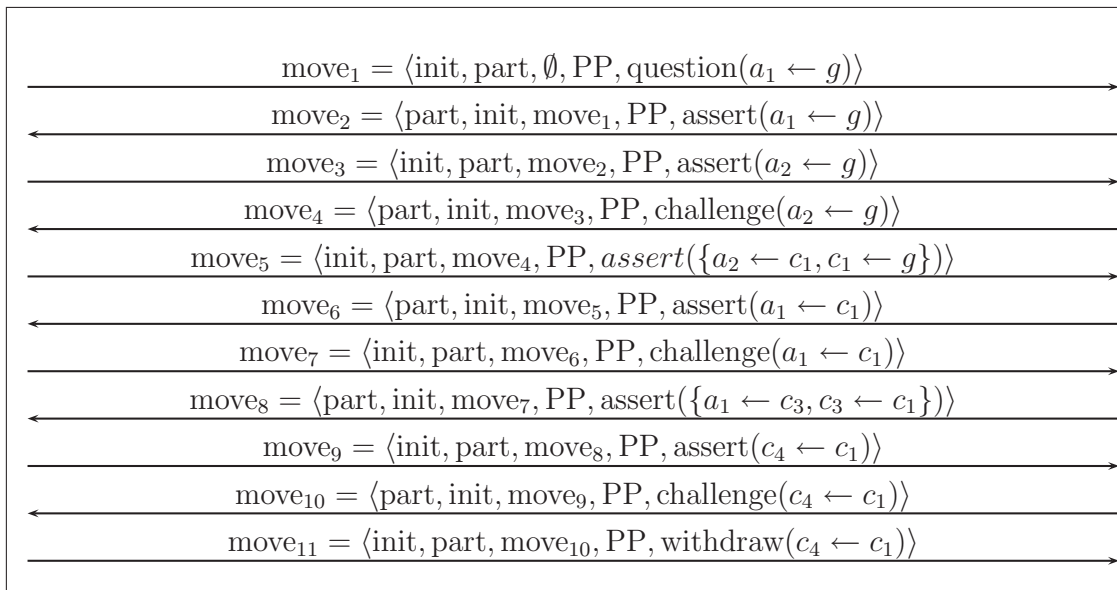 move₁ = ⟨init, part, ∅, PP, question(a₁ ← g)⟩
move₂ = ⟨part, init, move₁, PP, assert(a₁ ← g)⟩
move₃ = ⟨init, part, move₂, PP, assert(a₂ ← g)⟩
move₄ = ⟨part, init, move₃, PP, challenge(a₂ ← g)⟩
move₅ = ⟨init, part, move₄, PP, assert({a₂ ← c₁, c₁ ← g})⟩
move₆ = ⟨part, init, move₅, PP, assert(a₁ ← c₁)⟩
move₇ = ⟨init, part, move₆, PP, challenge(a₁ ← c₁)⟩
move₈ = ⟨part, init, move₇, PP, assert({a₁ ← c₃, c₃ ← c₁})⟩
move₉ = ⟨init, part, move₈, PP, assert(c₄ ← c₁)⟩
move₁₀ = ⟨part, init, move₉, PP, challenge(c₄ ← c₁)⟩
move₁₁ = ⟨init, part, move₁₀, PP, withdraw(c₄ ← c₁)⟩